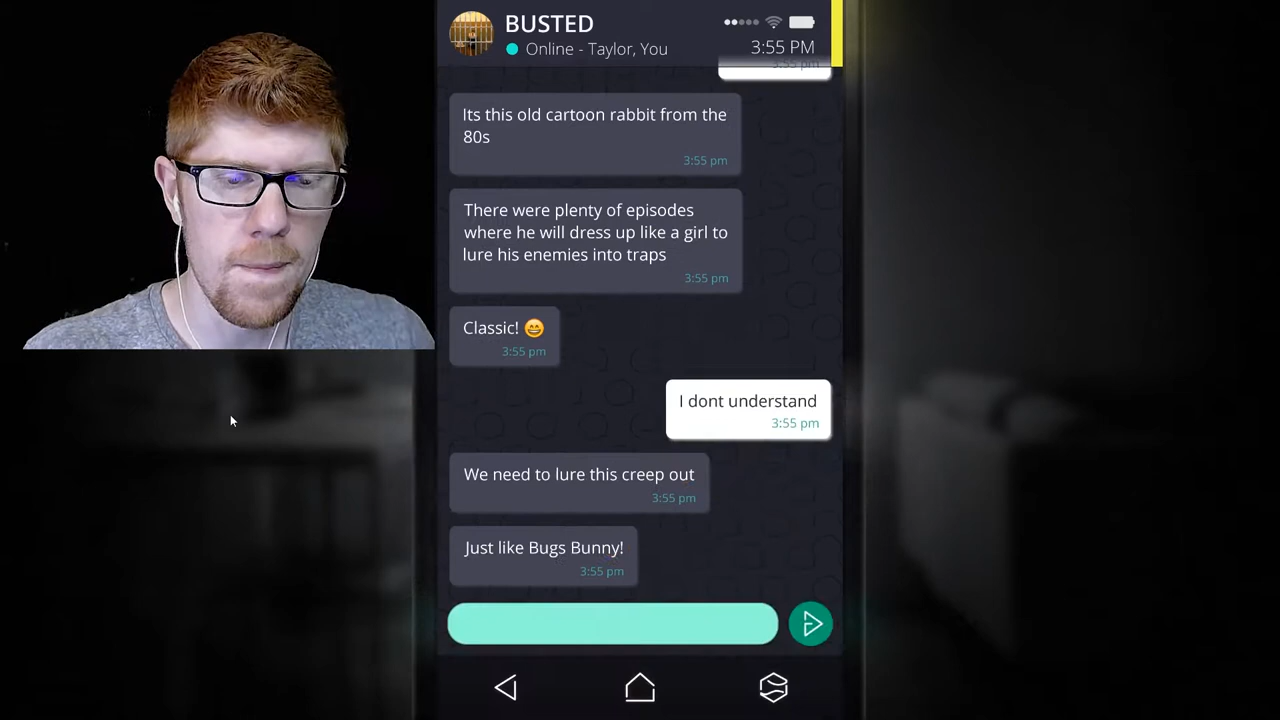 BUSTED
Online - Taylor, You
3:55 PM
3:55 pm
Its this old cartoon rabbit from the
80s
3:55 pm
There were plenty of episodes
where he will dress up like a girl to
lure his enemies into traps
3:55 pm
Classic! 😄
3:55 pm
I dont understand
3:55 pm
We need to lure this creep out
3:55 pm
Just like Bugs Bunny!
3:55 pm